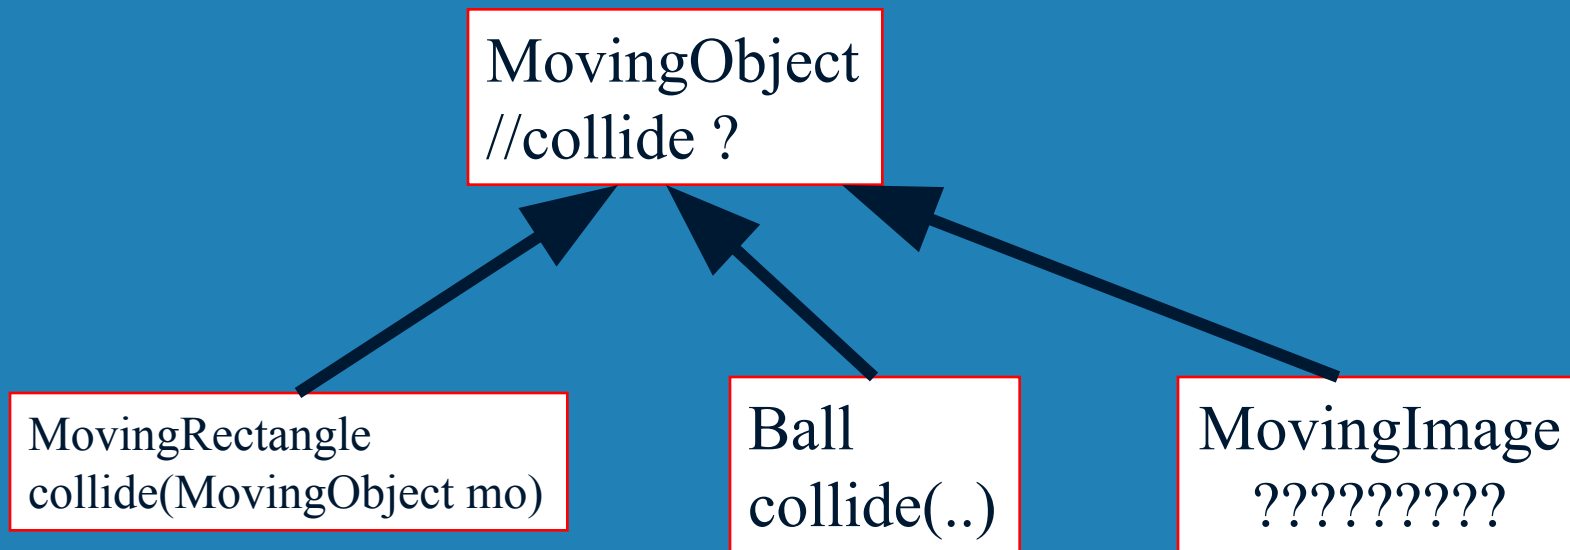 MovingObject
//collide ?
MovingRectangle
collide(MovingObject mo)
Ball
collide(..)
MovingImage
?????????